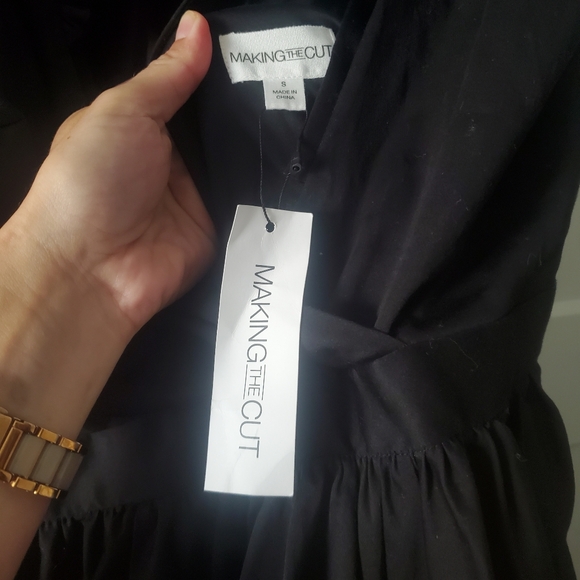 MAKING THE CUT
S
MADE IN
CHINA
MAKING THE CUT